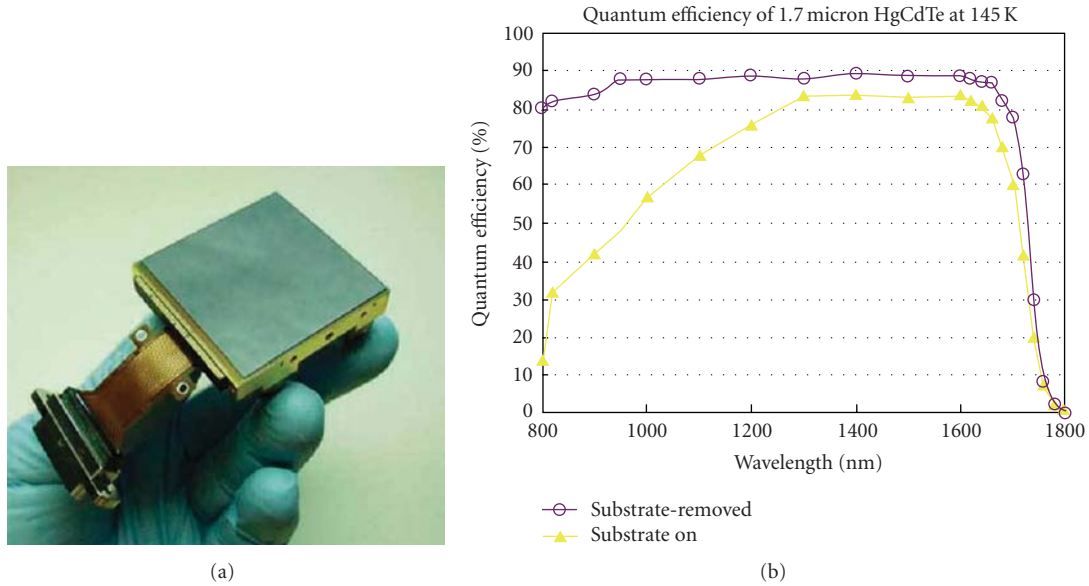 Quantum efficiency of 1.7 micron HgCdTe at 145 K
100
90
80
70
60
50
40
30
20
10
0
Quantum efficiency (%)
800
1000
1200
1400
1600
1800
Wavelength (nm)
Substrate-removed
Substrate on
(a)
(b)